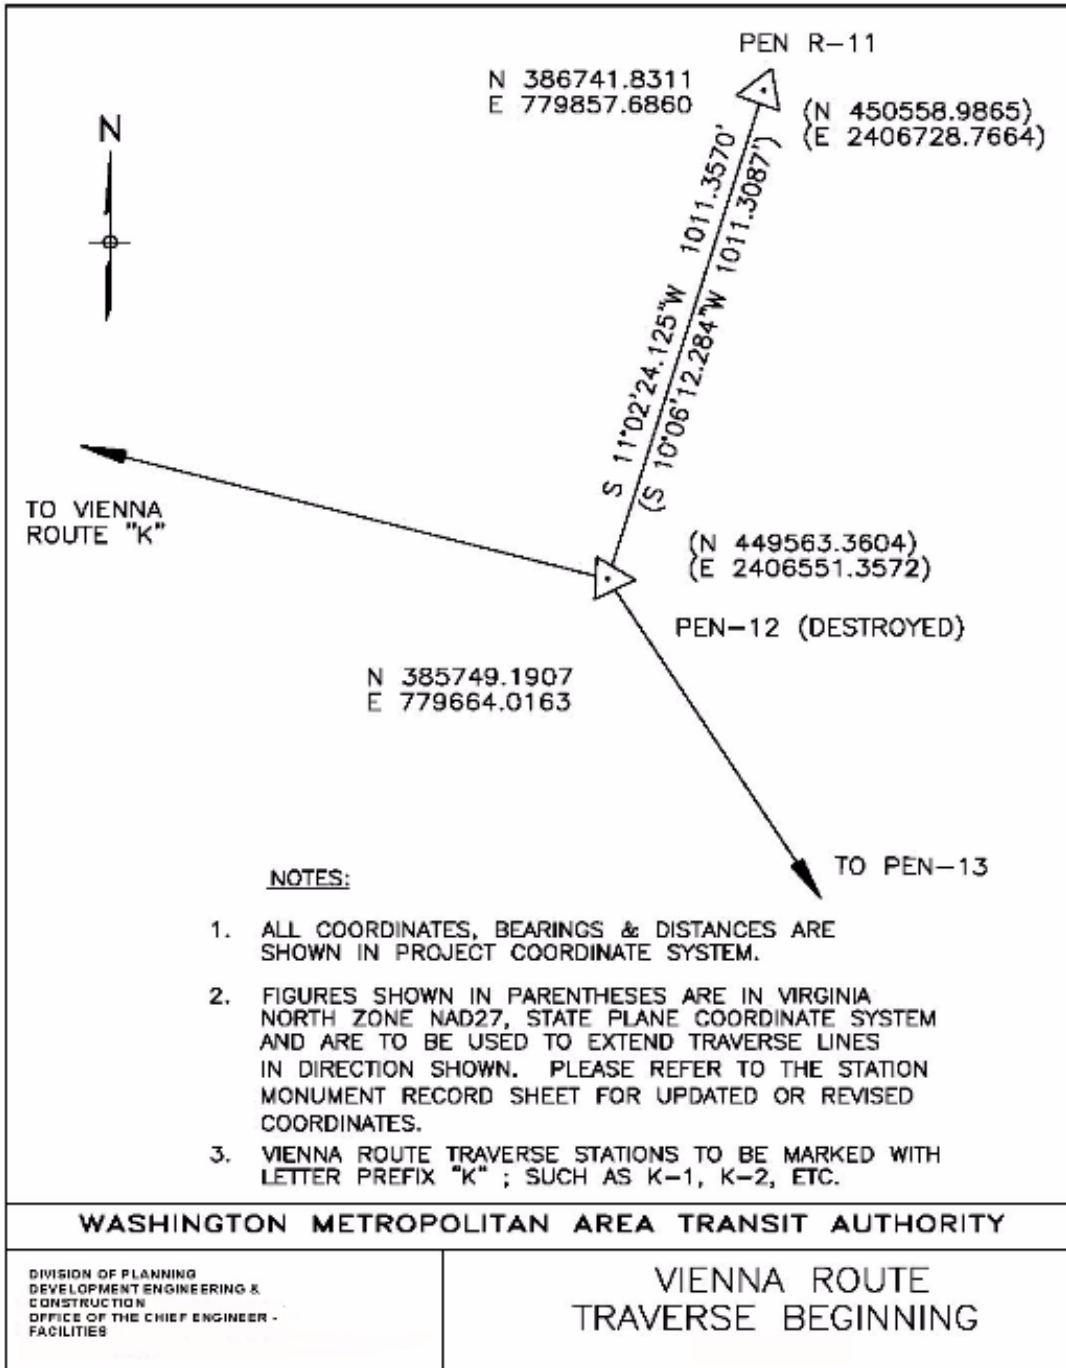 PEN R-11
N 386741.8311
E 779857.6860
(N 450558.9865)
(E 2406728.7664)
N
S 11°02'24.125"W 1011.3570'
(S 10°06'12.284"W 1011.3087')
TO VIENNA
ROUTE "K"
(N 449563.3604)
(E 2406551.3572)
PEN-12 (DESTROYED)
N 385749.1907
E 779664.0163
TO PEN-13
NOTES:
1. ALL COORDINATES, BEARINGS & DISTANCES ARE
SHOWN IN PROJECT COORDINATE SYSTEM.
2. FIGURES SHOWN IN PARENTHESES ARE IN VIRGINIA
NORTH ZONE NAD27, STATE PLANE COORDINATE SYSTEM
AND ARE TO BE USED TO EXTEND TRAVERSE LINES
IN DIRECTION SHOWN. PLEASE REFER TO THE STATION
MONUMENT RECORD SHEET FOR UPDATED OR REVISED
COORDINATES.
3. VIENNA ROUTE TRAVERSE STATIONS TO BE MARKED WITH
LETTER PREFIX "K" ; SUCH AS K-1, K-2, ETC.
WASHINGTON METROPOLITAN AREA TRANSIT AUTHORITY
DIVISION OF PLANNING
DEVELOPMENT ENGINEERING &
CONSTRUCTION
OFFICE OF THE CHIEF ENGINEER -
FACILITIES
VIENNA ROUTE
TRAVERSE BEGINNING